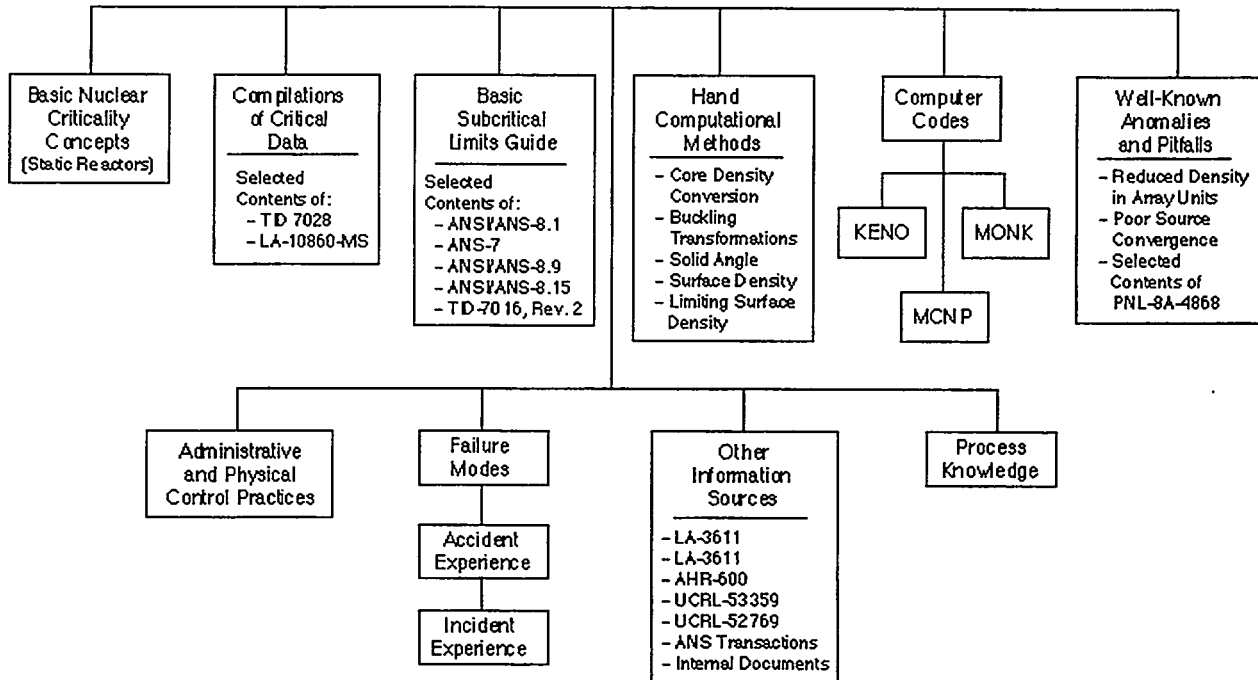 Basic Nuclear
Criticality
Concepts
(Static Reactors)
Compilations
of Critical
Data
Selected
Contents of:
– TID 7028
– LA-10860-MS
Basic
Subcritical
Limits Guide
Selected
Contents of:
– ANSI/ANS-8.1
– ANS-7
– ANSI/ANS-8.9
– ANSI/ANS-8.15
– TID-7016, Rev. 2
Hand
Computational
Methods
– Core Density
Conversion
– Buckling
Transformations
– Solid Angle
– Surface Density
– Limiting Surface
Density
Computer
Codes
KENO
MONK
MCNP
Well-Known
Anomalies
and Pitfalls
– Reduced Density
in Array Units
– Poor Source
Convergence
– Selected
Contents of
PNL-8A-4868
Administrative
and Physical
Control Practices
Failure
Modes
Accident
Experience
Incident
Experience
Other
Information
Sources
– LA-3611
– LA-3611
– AHR-600
– UCRL-53359
– UCRL-52769
– ANS Transactions
– Internal Documents
Process
Knowledge